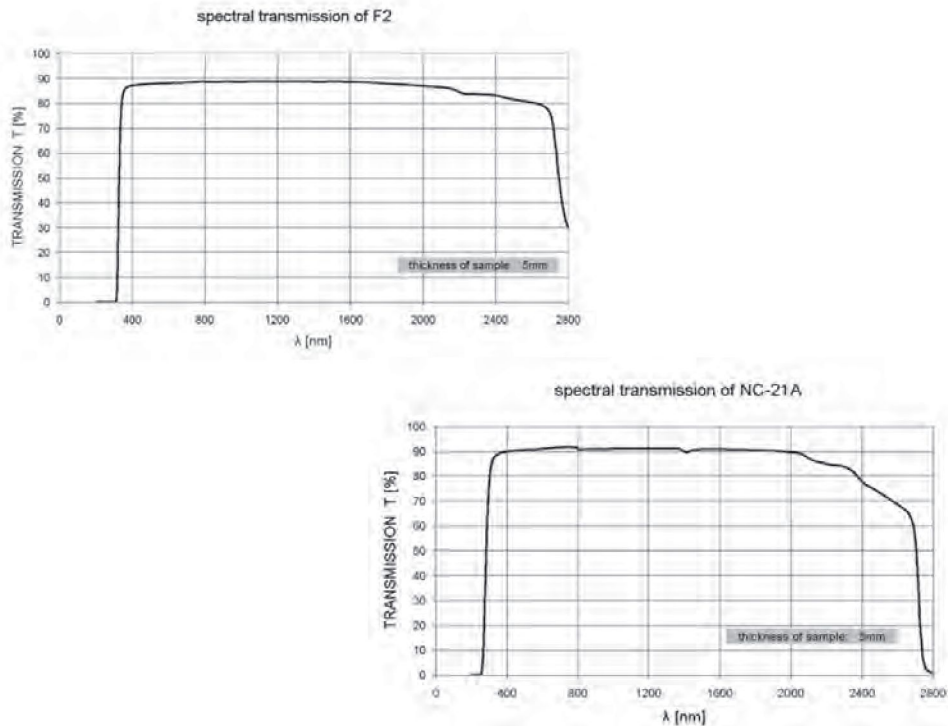 spectral transmission of F2
TRANSMISSION T [%]
100
90
80
70
60
50
40
30
20
10
0
thickness of sample 5mm
0 400 800 1200 1600 2000 2400 2800
λ [nm]
spectral transmission of NC-21A
TRANSMISSION T [%]
100
90
80
70
60
50
40
30
20
10
0
thickness of sample: 5mm
0 400 800 1200 1600 2000 2400 2800
λ [nm]